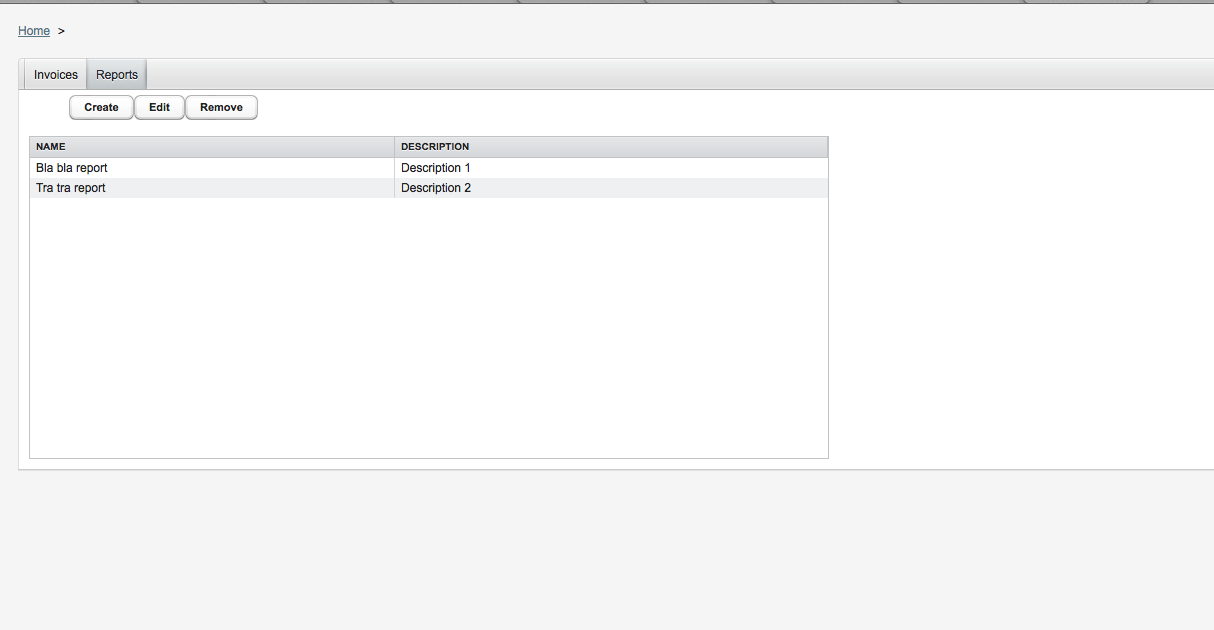 Home >
Invoices Reports
Create Edit Remove
NAME DESCRIPTION
Bla bla report Description 1
Tra tra report Description 2